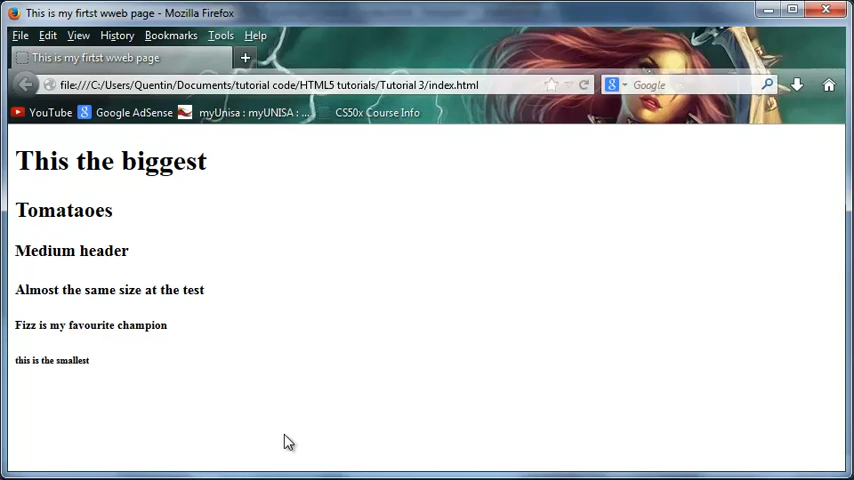 This is my firtst wweb page - Mozilla Firefox
File Edit View History Bookmarks Tools Help
This is my firtst wweb page
file:///C:/Users/Quentin/Documents/tutorial code/HTML5 tutorials/Tutorial 3/index.html Google
YouTube Google AdSense myUnisa : myUNISA : ... CS50x Course Info
This the biggest
Tomataoes
Medium header
Almost the same size at the test
Fizz is my favourite champion
this is the smallest